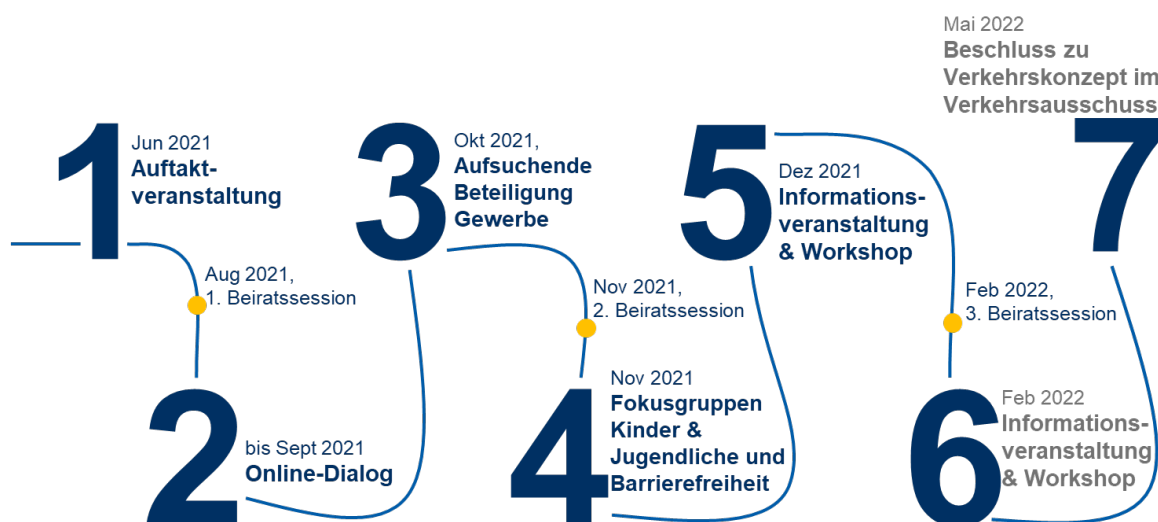 1
Jun 2021
Auftakt-
veranstaltung
Aug 2021,
1. Beiratssession
2
bis Sept 2021
Online-Dialog
3
Okt 2021,
Aufsuchende
Beteiligung
Gewerbe
Nov 2021,
2. Beiratssession
4
Nov 2021
Fokusgruppen
Kinder &
Jugendliche und
Barrierefreiheit
5
Dez 2021
Informations-
veranstaltung
& Workshop
Feb 2022,
3. Beiratssession
6
Feb 2022
Informations-
veranstaltung
& Workshop
7
Mai 2022
Beschluss zu
Verkehrskonzept im
Verkehrsausschuss